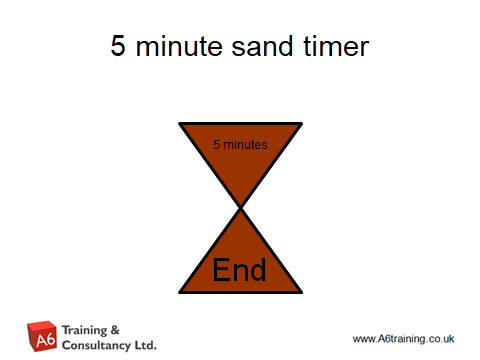 5 minute sand timer
5 minutes
End
A6 Training &
Consultancy Ltd.
www.A6training.co.uk